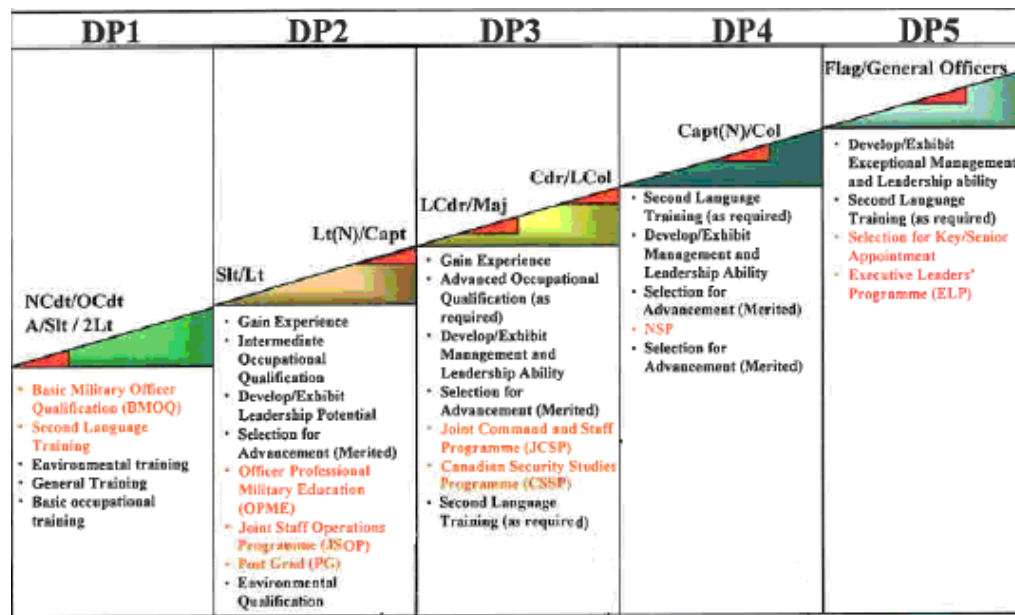 DP1
DP2
DP3
DP4
DP5
NCdt/OCdt
A/Slt / 2Lt
• Basic Military Officer
Qualification (BMOQ)
• Second Language
Training
• Environmental training
• General Training
• Basic occupational
training
Slt/Lt
Lt(N)/Capt
• Gain Experience
• Intermediate
Occupational
Qualification
• Develop/Exhibit
Leadership Potential
• Selection for
Advancement (Merited)
• Officer Professional
Military Education
(OPME)
• Joint Staff Operations
Programme (JSOP)
• Post Grad (PG)
• Environmental
Qualification
LCdr/Maj
Cdr/LCol
• Gain Experience
• Advanced Occupational
Qualification (as
required)
• Develop/Exhibit
Management and
Leadership Ability
• Selection for
Advancement (Merited)
• Joint Command and Staff
Programme (JCSP)
• Canadian Security Studies
Programme (CSSP)
• Second Language
Training (as required)
Capt(N)/Col
• Second Language
Training (as required)
• Develop/Exhibit
Management and
Leadership Ability
• Selection for
Advancement (Merited)
• NSP
• Selection for
Advancement (Merited)
Flag/General Officers
• Develop/Exhibit
Exceptional Management
and Leadership ability
• Second Language
Training (as required)
• Selection for Key/Senior
Appointment
• Executive Leaders'
Programme (ELP)